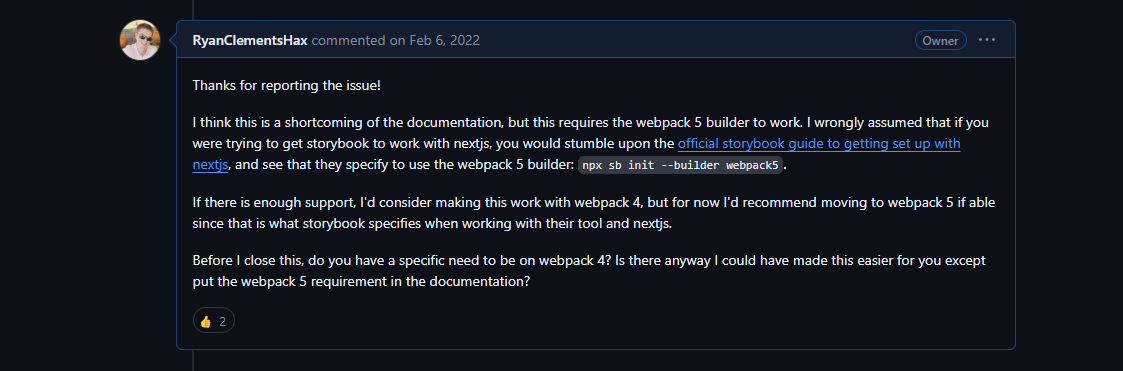 RyanClementsHax commented on Feb 6, 2022
Owner
Thanks for reporting the issue!
I think this is a shortcoming of the documentation, but this requires the webpack 5 builder to work. I wrongly assumed that if you
were trying to get storybook to work with nextjs, you would stumble upon the official storybook guide to getting set up with
nextjs, and see that they specify to use the webpack 5 builder: npx sb init --builder webpack5.
If there is enough support, I'd consider making this work with webpack 4, but for now I'd recommend moving to webpack 5 if able
since that is what storybook specifies when working with their tool and nextjs.
Before I close this, do you have a specific need to be on webpack 4? Is there anyway I could have made this easier for you except
put the webpack 5 requirement in the documentation?
👍 2